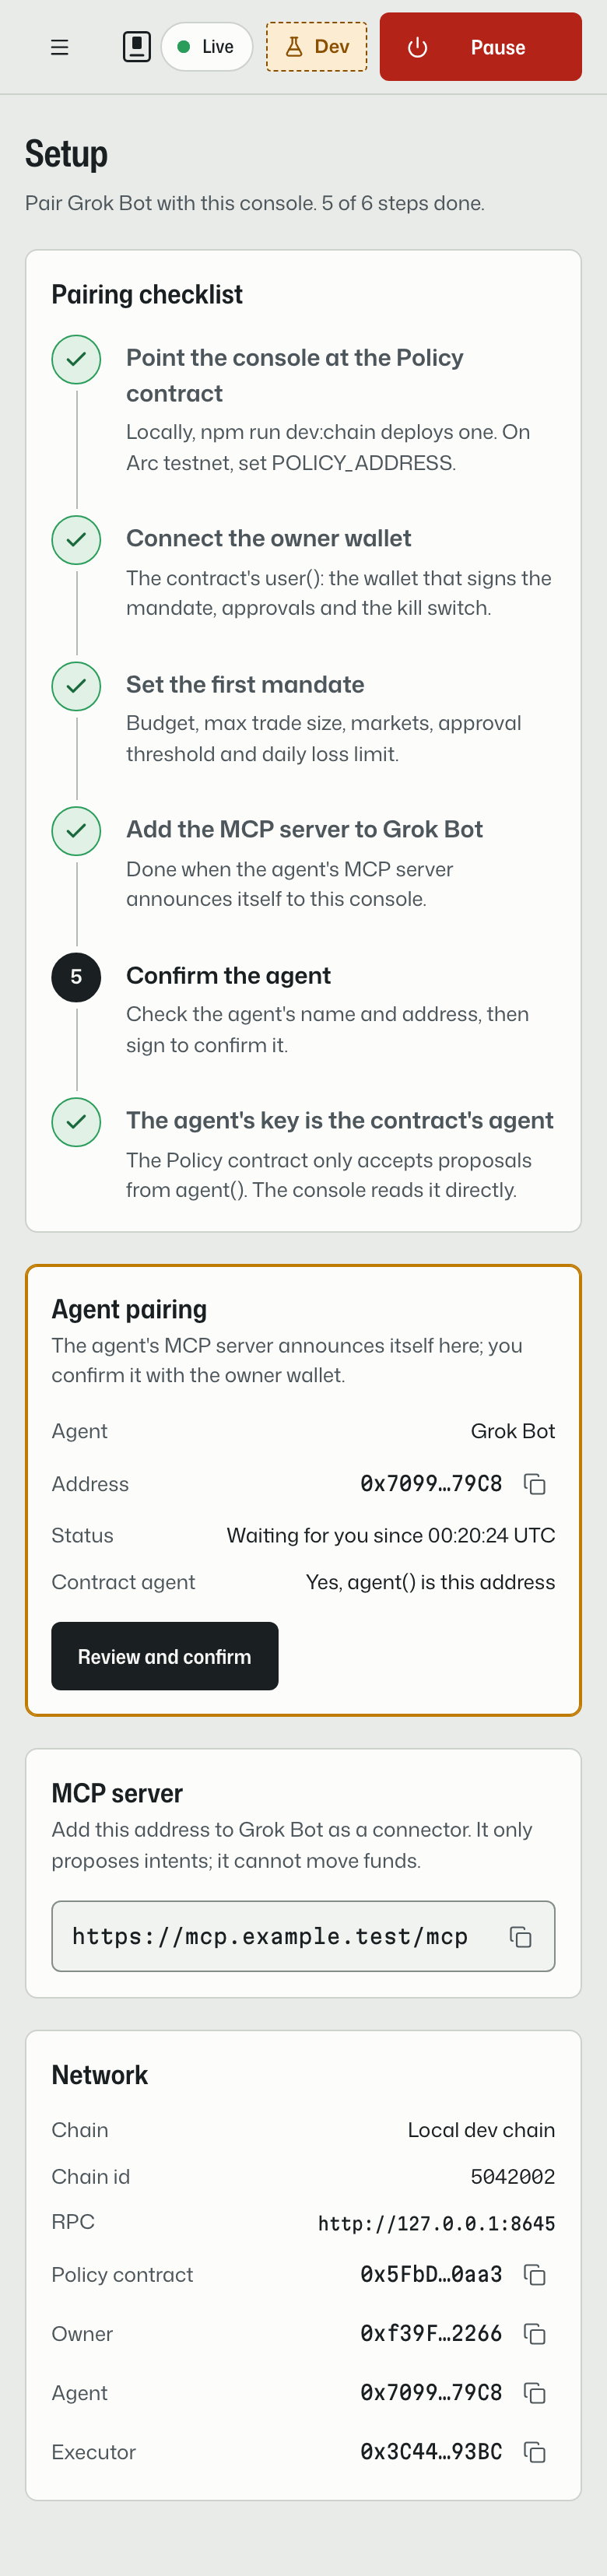 Live
Dev
Pause
Setup
Pair Grok Bot with this console. 5 of 6 steps done.
Pairing checklist
Point the console at the Policy
contract
Locally, npm run dev:chain deploys one. On
Arc testnet, set POLICY_ADDRESS.
Connect the owner wallet
The contract's user(): the wallet that signs the
mandate, approvals and the kill switch.
Set the first mandate
Budget, max trade size, markets, approval
threshold and daily loss limit.
Add the MCP server to Grok Bot
Done when the agent's MCP server
announces itself to this console.
5
Confirm the agent
Check the agent's name and address, then
sign to confirm it.
The agent's key is the contract's agent
The Policy contract only accepts proposals
from agent(). The console reads it directly.
Agent pairing
The agent's MCP server announces itself here; you
confirm it with the owner wallet.
Agent Grok Bot
Address 0x7099…79C8
Status Waiting for you since 00:20:24 UTC
Contract agent Yes, agent() is this address
Review and confirm
MCP server
Add this address to Grok Bot as a connector. It only
proposes intents; it cannot move funds.
https://mcp.example.test/mcp
Network
Chain Local dev chain
Chain id 5042002
RPC http://127.0.0.1:8645
Policy contract 0x5FbD…0aa3
Owner 0xf39F…2266
Agent 0x7099…79C8
Executor 0x3C44…93BC